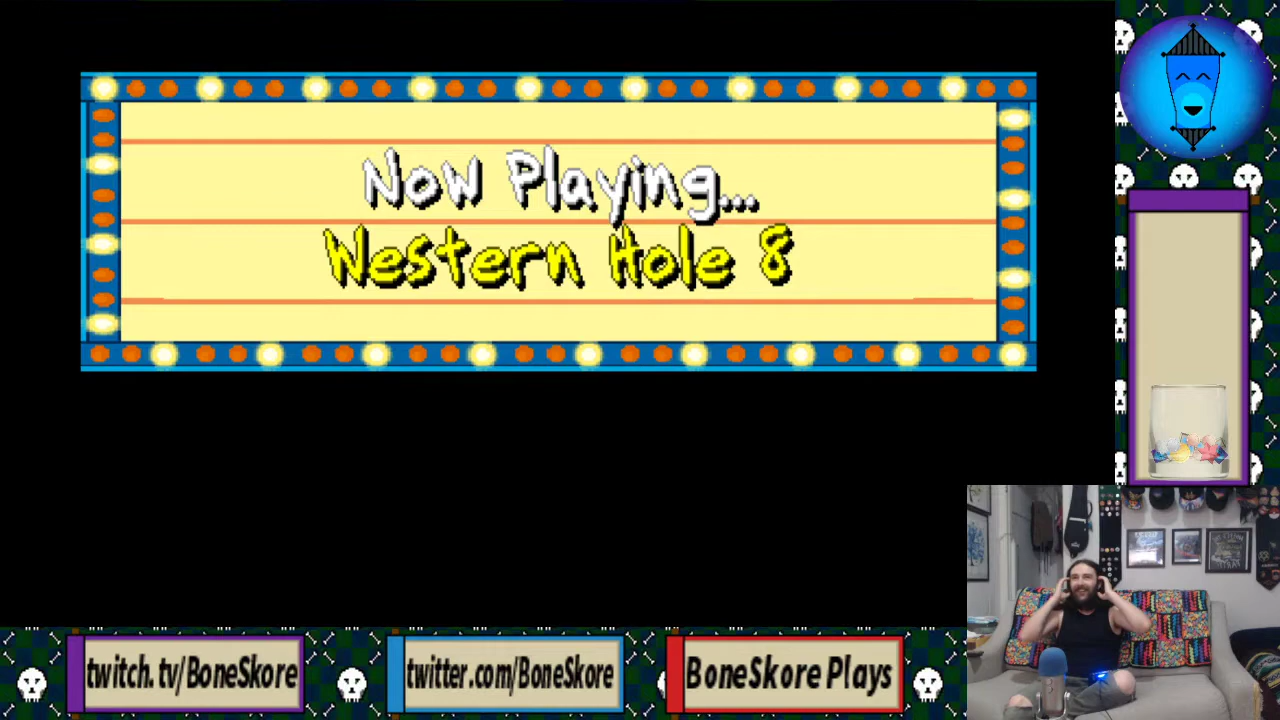 Now Playing...
Western Hole 8
twitch.tv/BoneSkore
twitter.com/BoneSkore
BoneSkore Plays